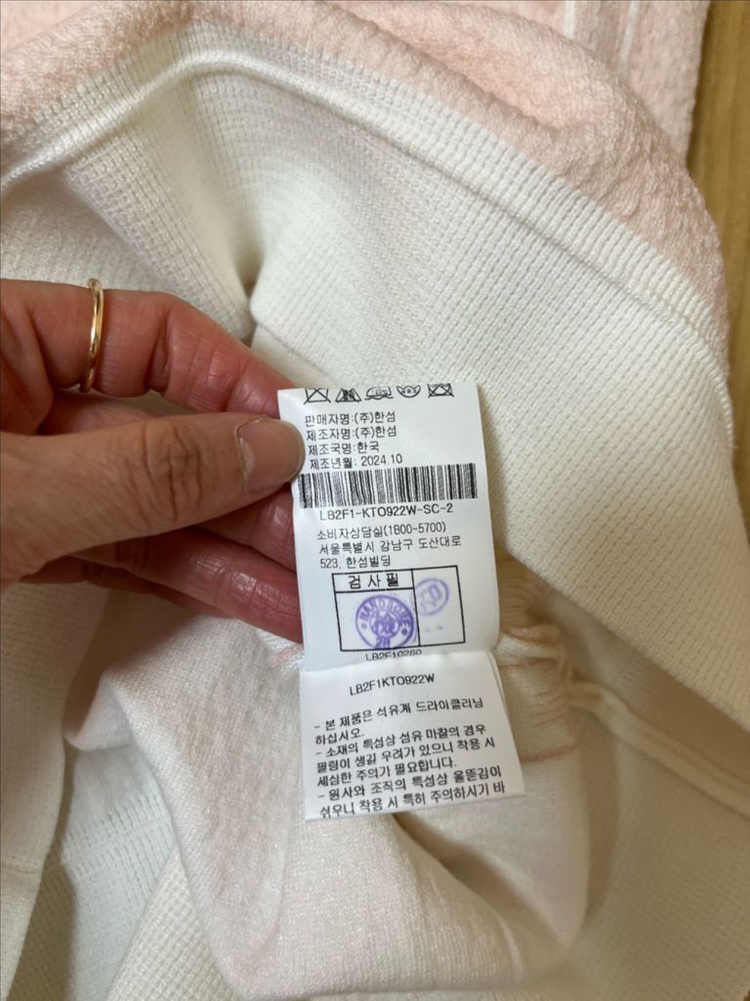 판매자명:(주)한섬
제조자명:(주)한섬
제조국명:한국
제조년월: 2024.10
LB2F1-KTO922W-SC-2
소비자상담실(1800-5700)
서울특별시 강남구 도산대로
523, 한섬빌딩
검사필
HANDSOME
LB2F10260
LB2F1KTO922W
- 본 제품은 석유계 드라이클리닝
하십시오.
- 소재의 특성상 섬유 마찰의 경우
필링이 생길 우려가 있으니 착용 시
세심한 주의가 필요합니다.
- 원사와 조직의 특성상 올뜯김이
쉬우니 착용 시 특히 주의하시기 바